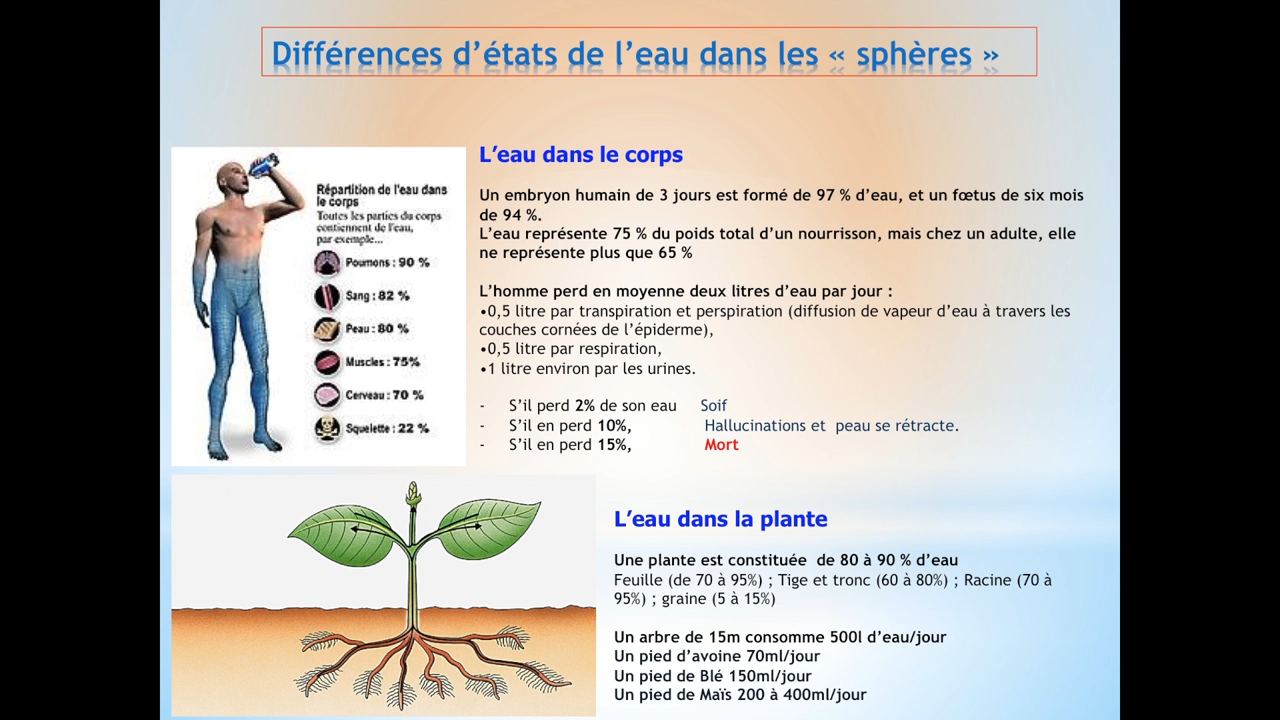 Différences d’états de l’eau dans les « sphères »
Répartition de l'eau dans
le corps
Toutes les parties du corps
contiennent de l'eau,
par exemple...
Poumons : 90 %
Sang : 82 %
Peau : 80 %
Muscles : 75%
Cerveau : 70 %
Squelette : 22 %
L’eau dans le corps
Un embryon humain de 3 jours est formé de 97 % d’eau, et un fœtus de six mois
de 94 %.
L’eau représente 75 % du poids total d’un nourrisson, mais chez un adulte, elle
ne représente plus que 65 %
L’homme perd en moyenne deux litres d’eau par jour :
•0,5 litre par transpiration et perspiration (diffusion de vapeur d’eau à travers les
couches cornées de l’épiderme),
•0,5 litre par respiration,
•1 litre environ par les urines.
- S’il perd 2% de son eau Soif
- S’il en perd 10%, Hallucinations et peau se rétracte.
- S’il en perd 15%, Mort
L’eau dans la plante
Une plante est constituée de 80 à 90 % d’eau
Feuille (de 70 à 95%) ; Tige et tronc (60 à 80%) ; Racine (70 à
95%) ; graine (5 à 15%)
Un arbre de 15m consomme 500l d’eau/jour
Un pied d’avoine 70ml/jour
Un pied de Blé 150ml/jour
Un pied de Maïs 200 à 400ml/jour